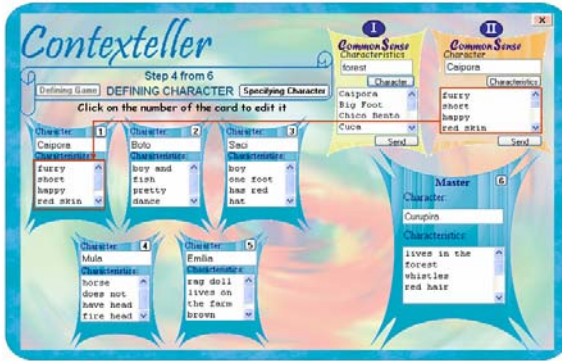 Contexteller
Step 4 from 6
Defining Game
DEFINING CHARACTER
Specifying Character
Click on the number of the card to edit it
I
CommonSense
Characteristics
forest
Character
Caipora
Big Foot
Chico Bento
Cuca
Send
II
CommonSense
Character
Caipora
Characteristics
furry
short
happy
red skin
Send
x
Character: 1
Caipora
Characteristics:
furry
short
happy
red skin
Character: 2
Boto
Characteristics:
boy and
fish
pretty
dance
Character: 3
Saci
Characteristics:
boy
one foot
has red
hat
Character: 4
Mula
Characteristics:
horse
does not
have head
fire head
Character: 5
Emilia
Characteristics:
rag doll
lives on
the farm
brown
Master 6
Character:
Curupira
Characteristics:
lives in the
forest
whistles
red hair